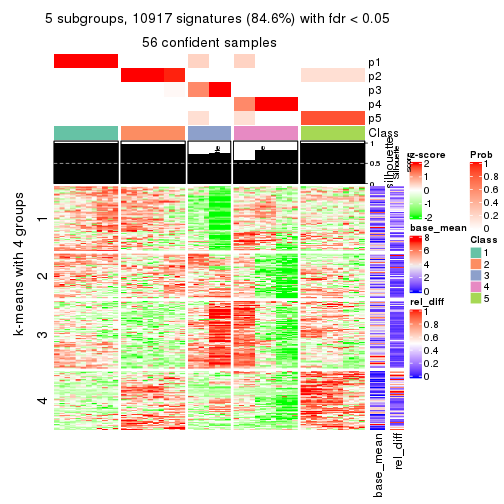 5 subgroups, 10917 signatures (84.6%) with fdr < 0.05
56 confident samples
p1
p2
p3
p4
p5
Class
1
0.5
0
silhouette
Silhouette
score
k-means with 4 groups
1
2
3
4
base_mean
rel_diff
z-score
2
1
0
-1
-2
base_mean
8
6
4
2
0
rel_diff
1
0.8
0.6
0.4
0.2
0
Prob
1
0.8
0.6
0.4
0.2
0
Class
1
2
3
4
5